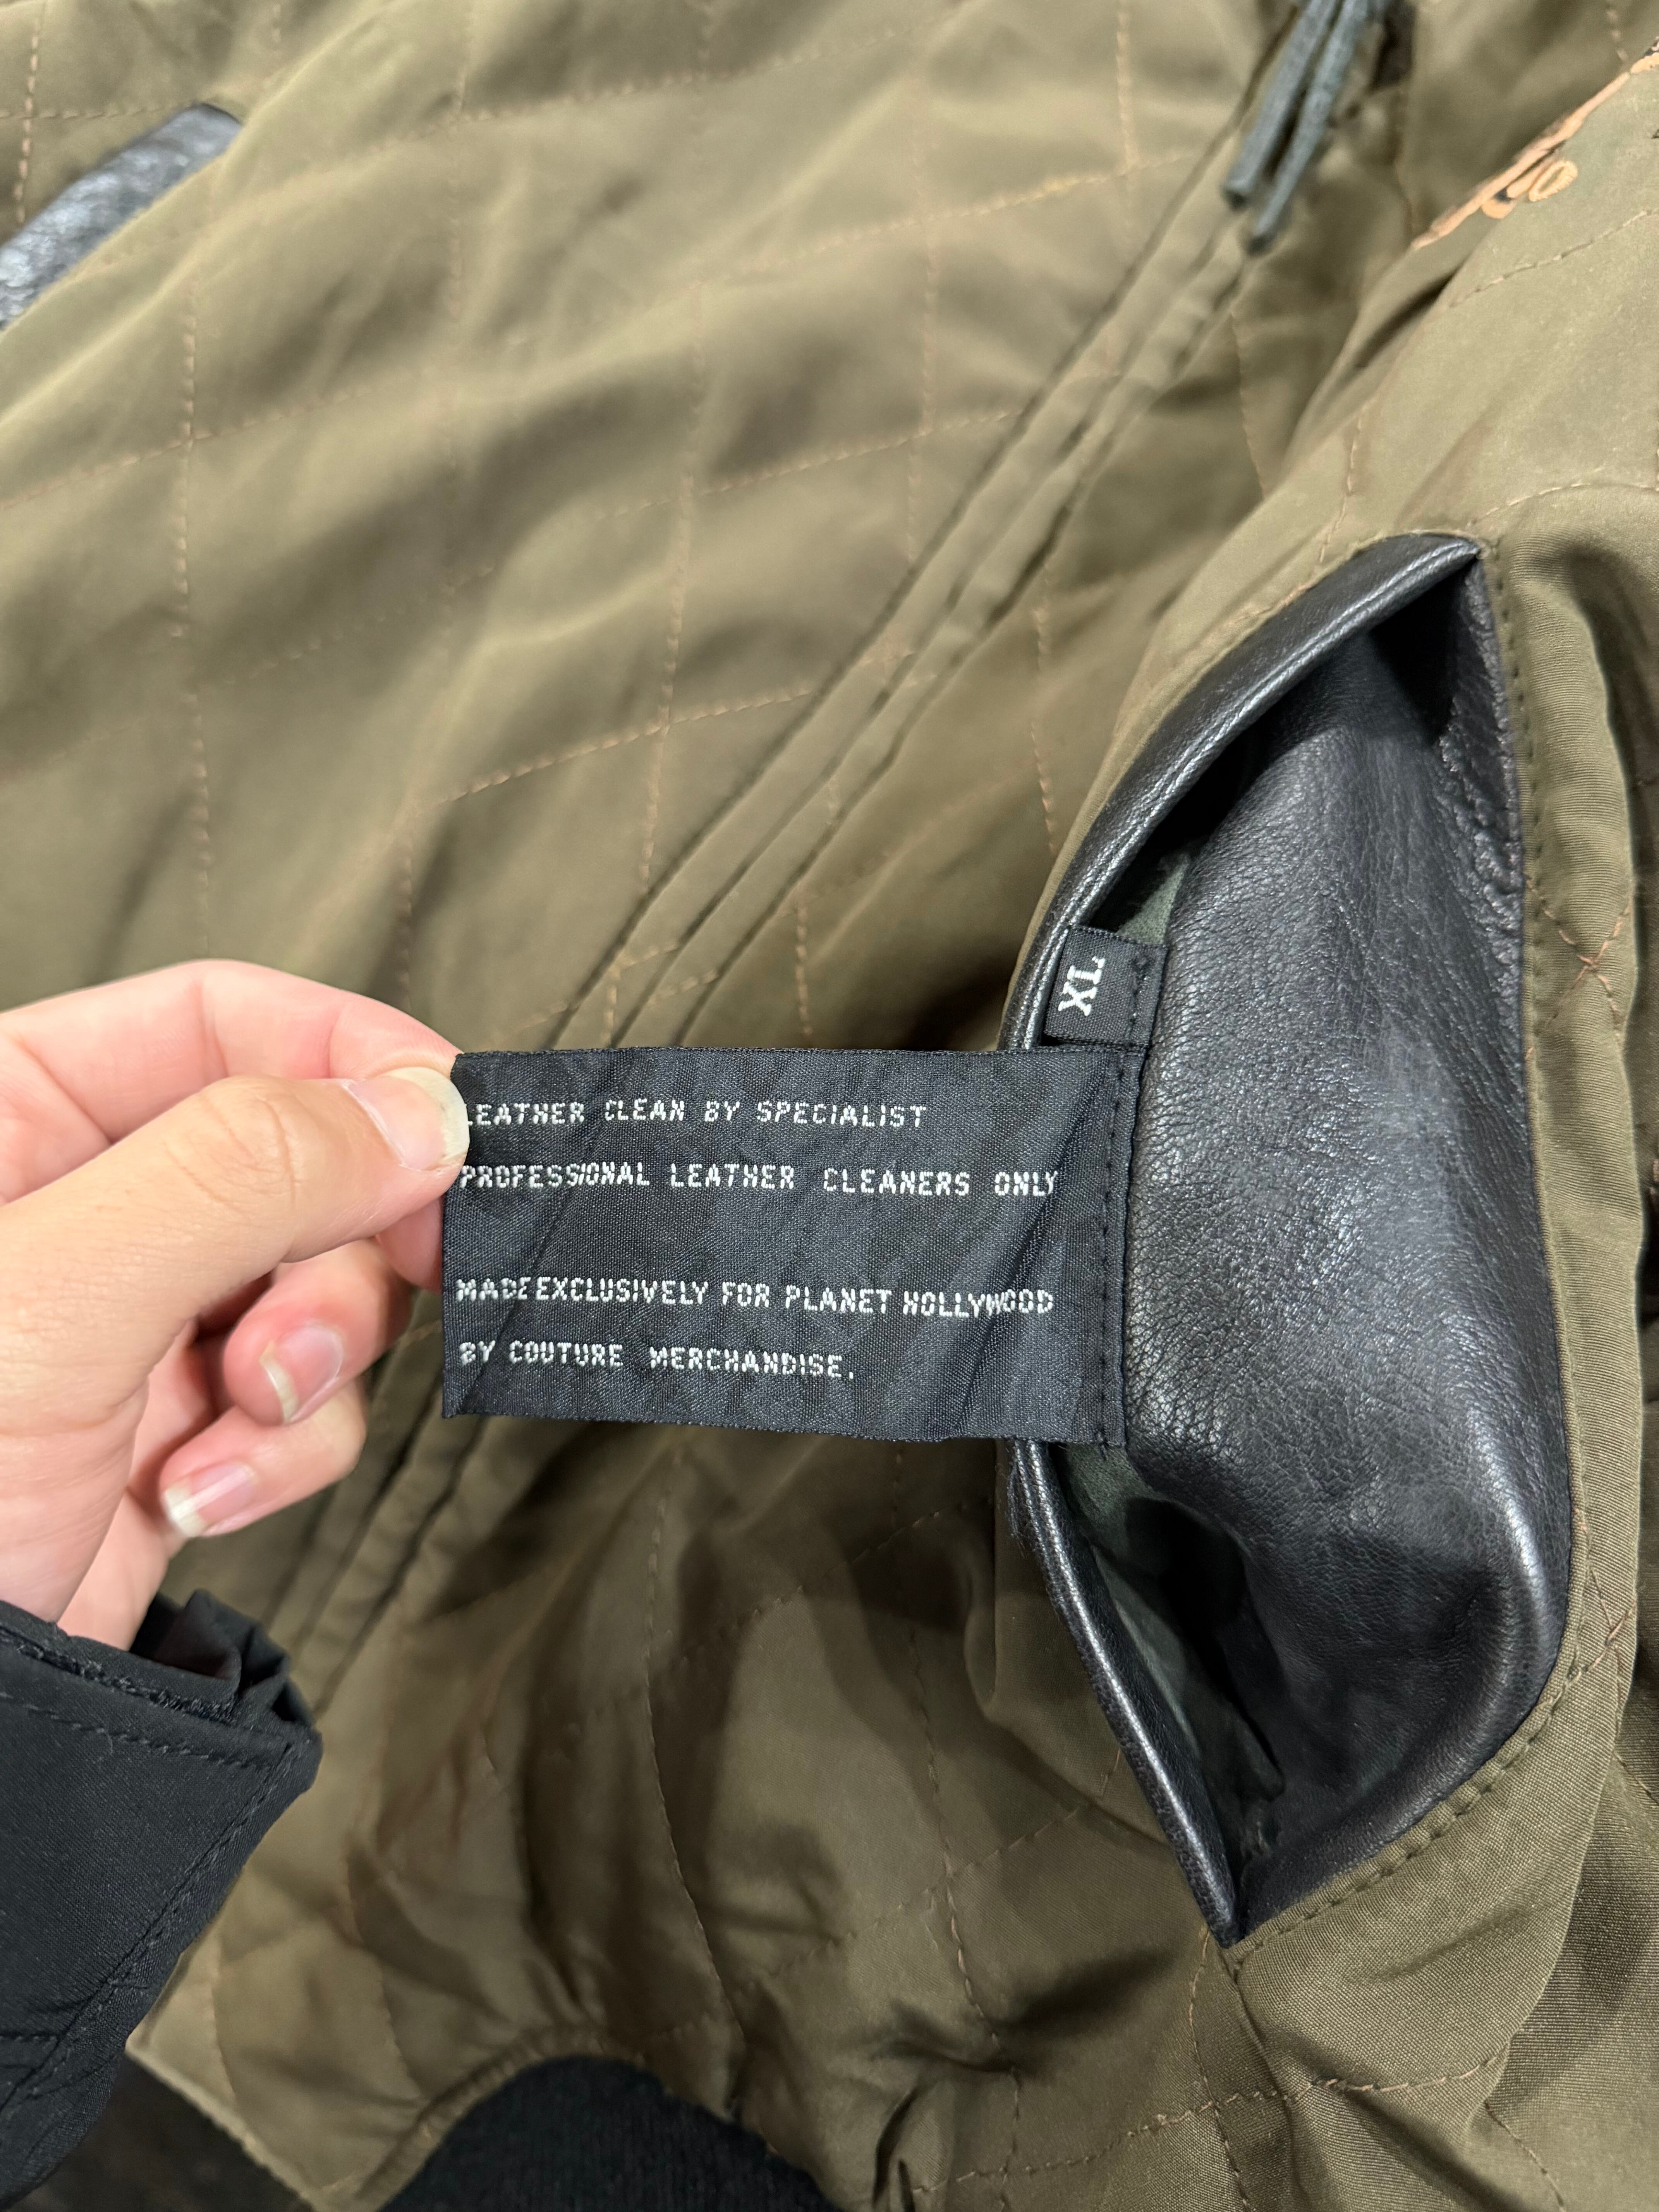 XL
LEATHER CLEAN BY SPECIALIST
PROFESSIONAL LEATHER CLEANERS ONLY
MADE EXCLUSIVELY FOR PLANET HOLLYWOOD
BY COUTURE MERCHANDISE.